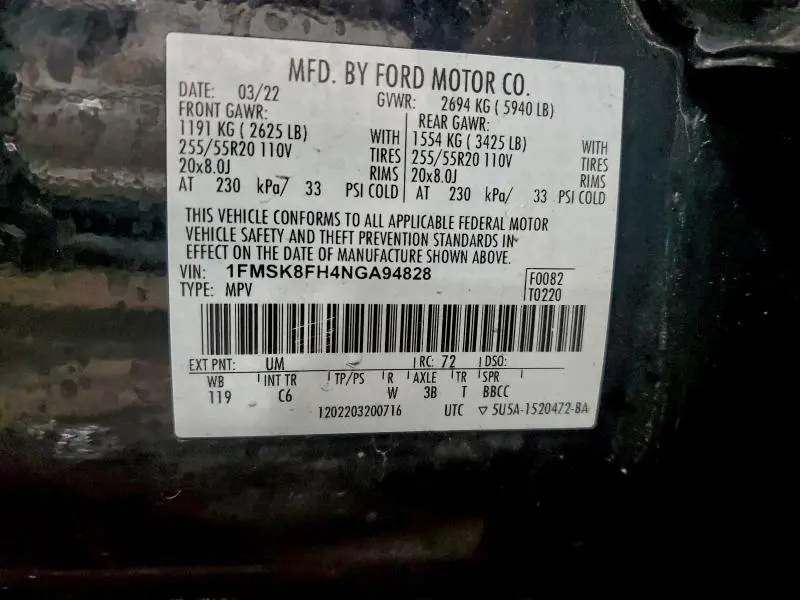 MFD. BY FORD MOTOR CO.
DATE: 03/22 GVWR: 2694 KG ( 5940 LB)
FRONT GAWR: REAR GAWR:
1191 KG ( 2625 LB) WITH 1554 KG ( 3425 LB) WITH
255/55R20 110V TIRES 255/55R20 110V TIRES
20x8.0J RIMS 20x8.0J RIMS
AT 230 kPa/ 33 PSI COLD AT 230 kPa/ 33 PSI COLD
THIS VEHICLE CONFORMS TO ALL APPLICABLE FEDERAL MOTOR
VEHICLE SAFETY AND THEFT PREVENTION STANDARDS IN
EFFECT ON THE DATE OF MANUFACTURE SHOWN ABOVE.
VIN: 1FMSK8FH4NGA94828 F0082
TYPE: MPV T0220
EXT PNT: UM RC: 72 DSO:
WB INT TR TP/PS R AXLE TR SPR
119 C6 W 3B T BBCC
1202203200716 UTC ▽ 5U5A-1520472-BA